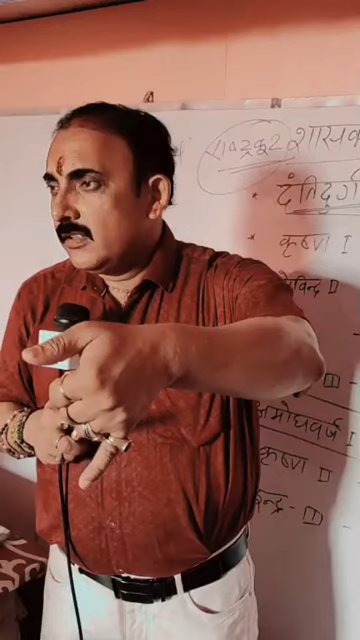 राष्ट्रकूट शासक
• दंतिदुर्ग
• कृष्ण I
गोविन्द II
अमोघवर्ष I
कृष्ण II